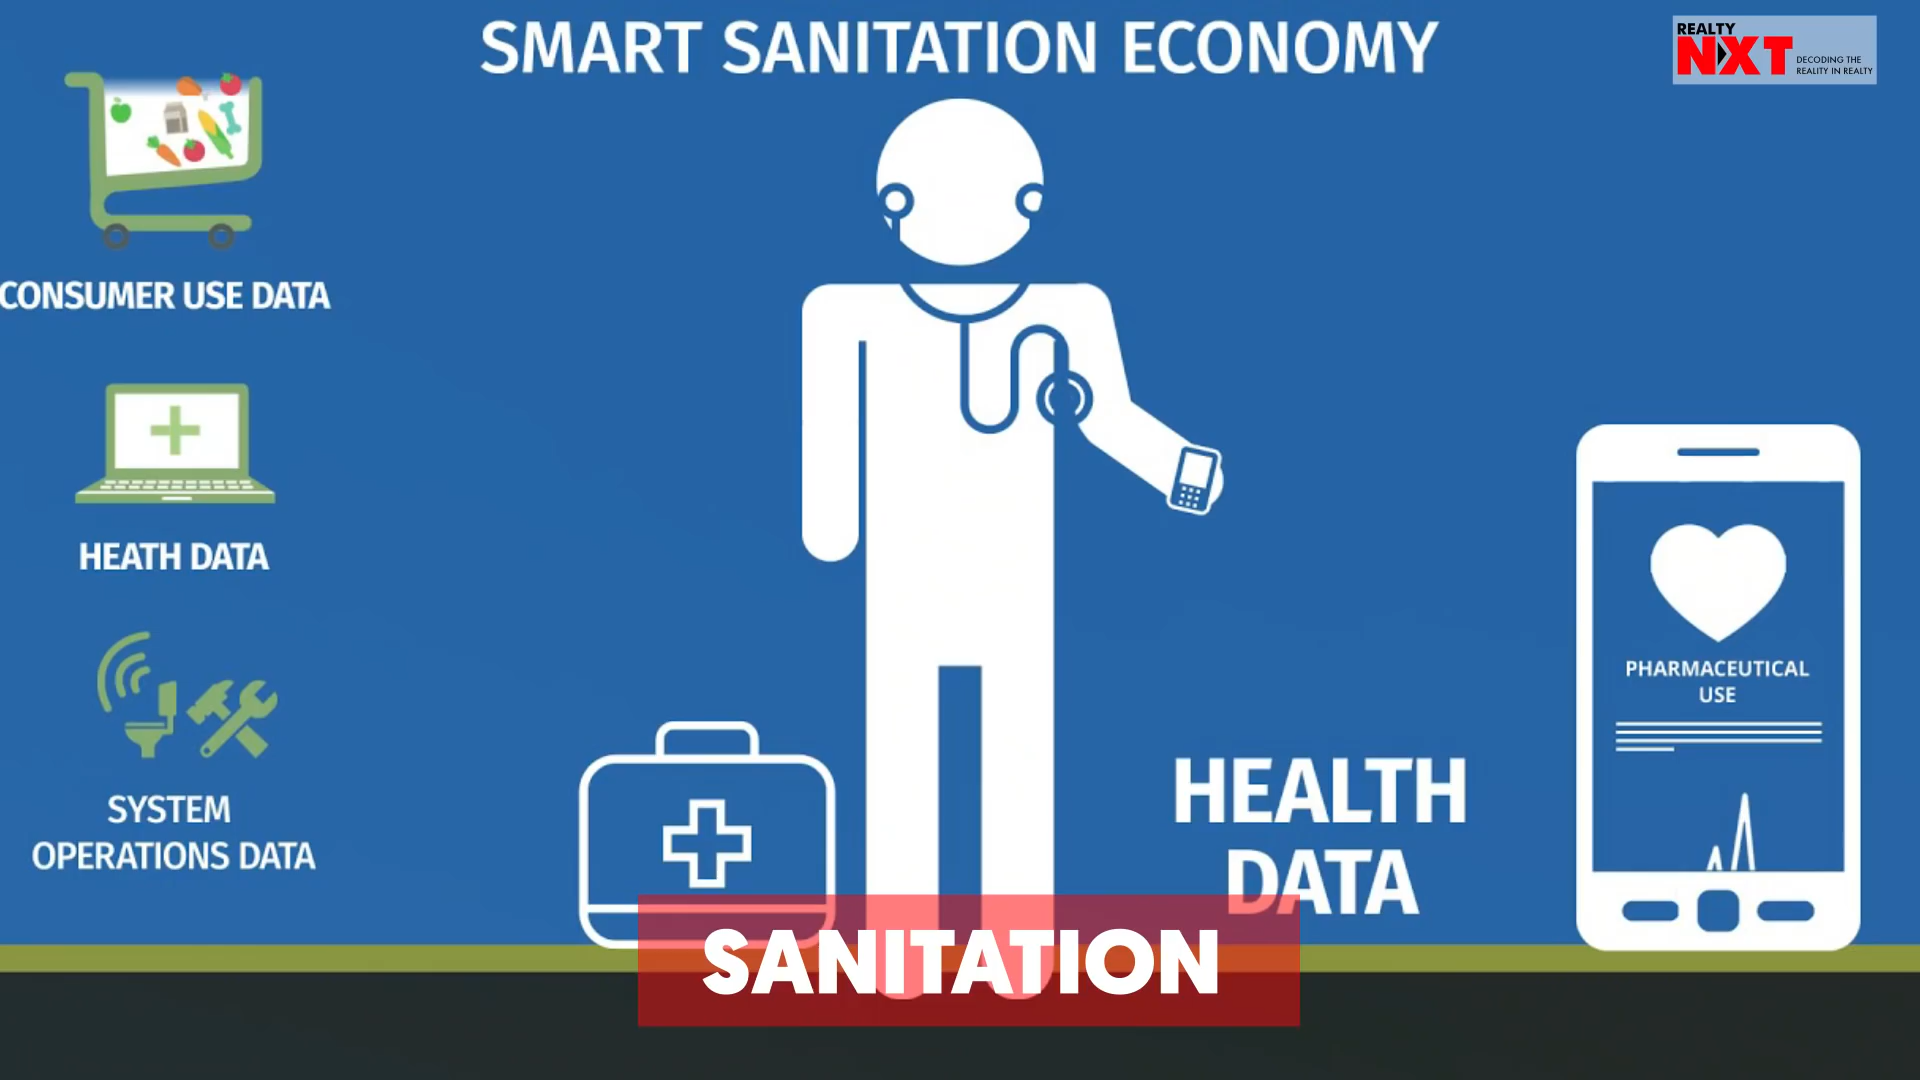 SMART SANITATION ECONOMY
REALTY
NXT DECODING THE
REALITY IN REALTY
CONSUMER USE DATA
HEATH DATA
SYSTEM
OPERATIONS DATA
HEALTH
DATA
PHARMACEUTICAL
USE
SANITATION